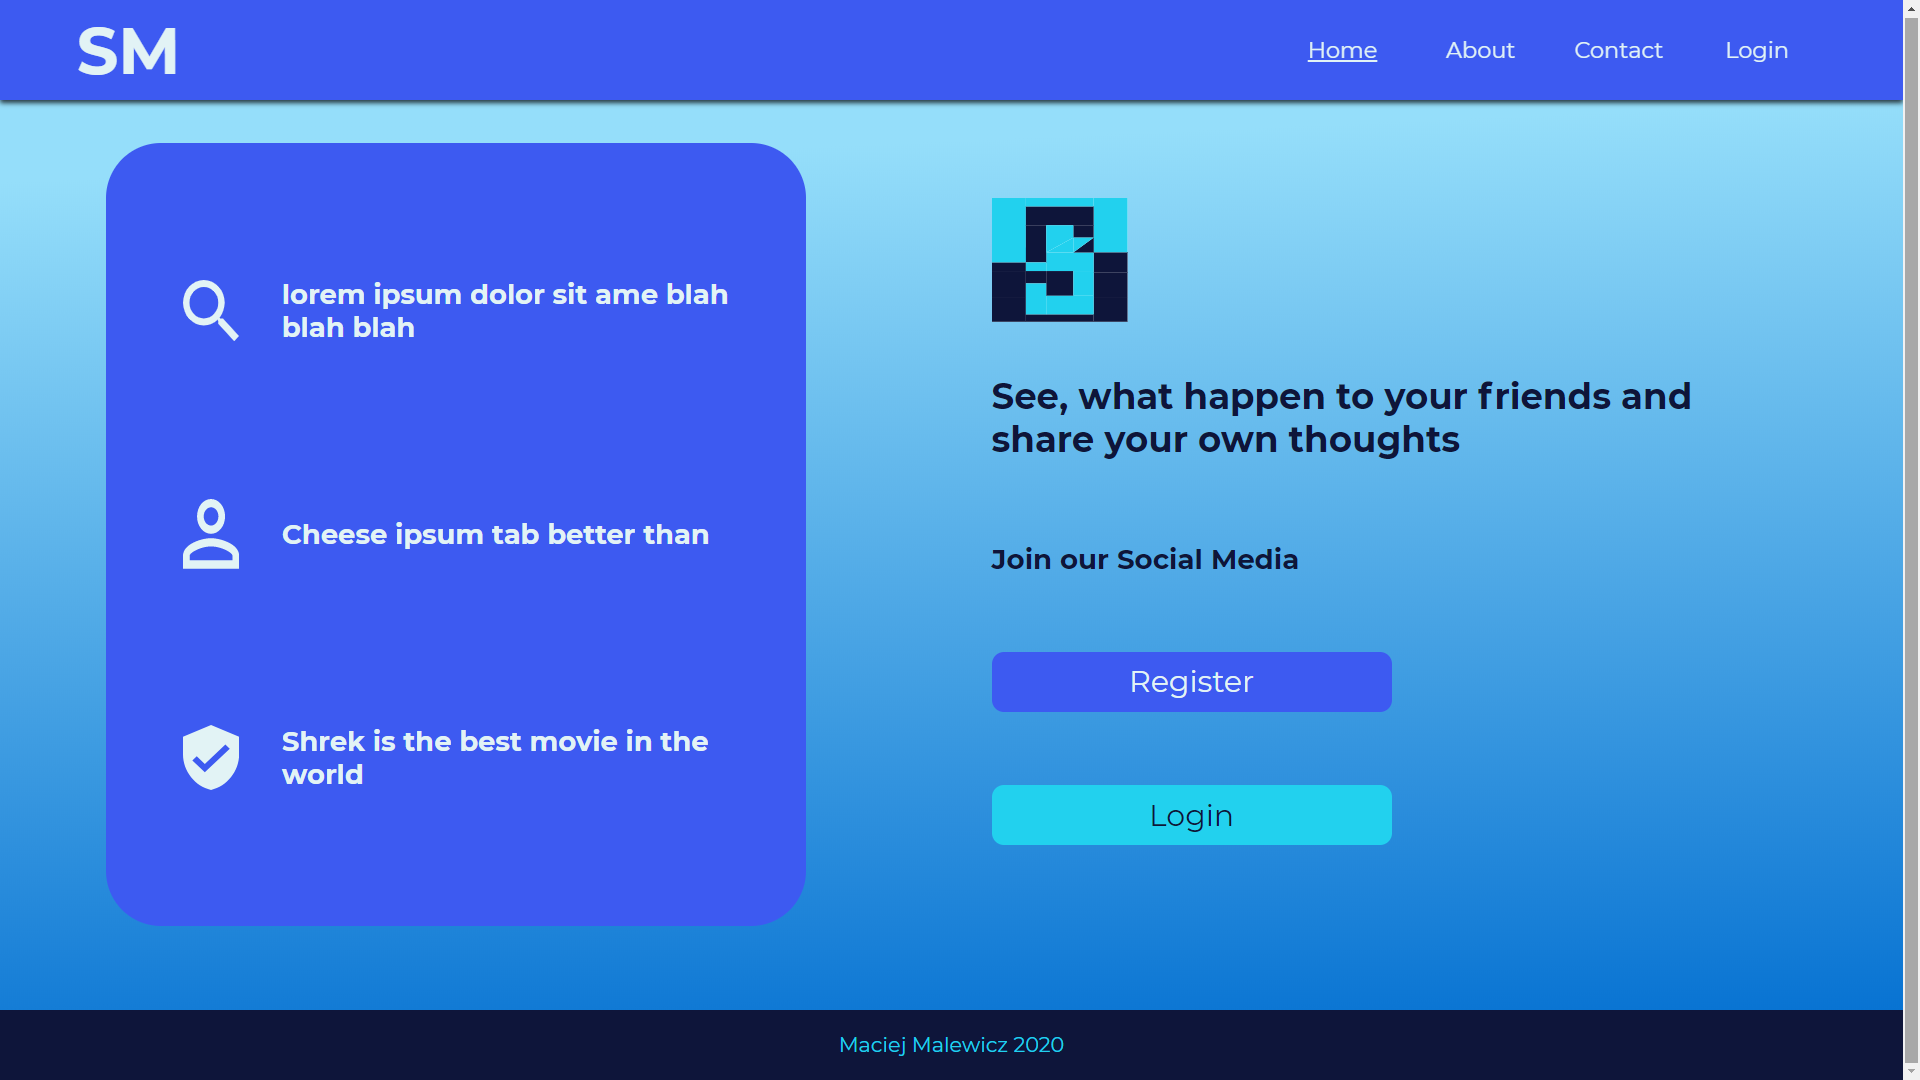 SM
Home
About
Contact
Login
lorem ipsum dolor sit ame blah
blah blah
Cheese ipsum tab better than
Shrek is the best movie in the
world
See, what happen to your friends and
share your own thoughts
Join our Social Media
Register
Login
Maciej Malewicz 2020